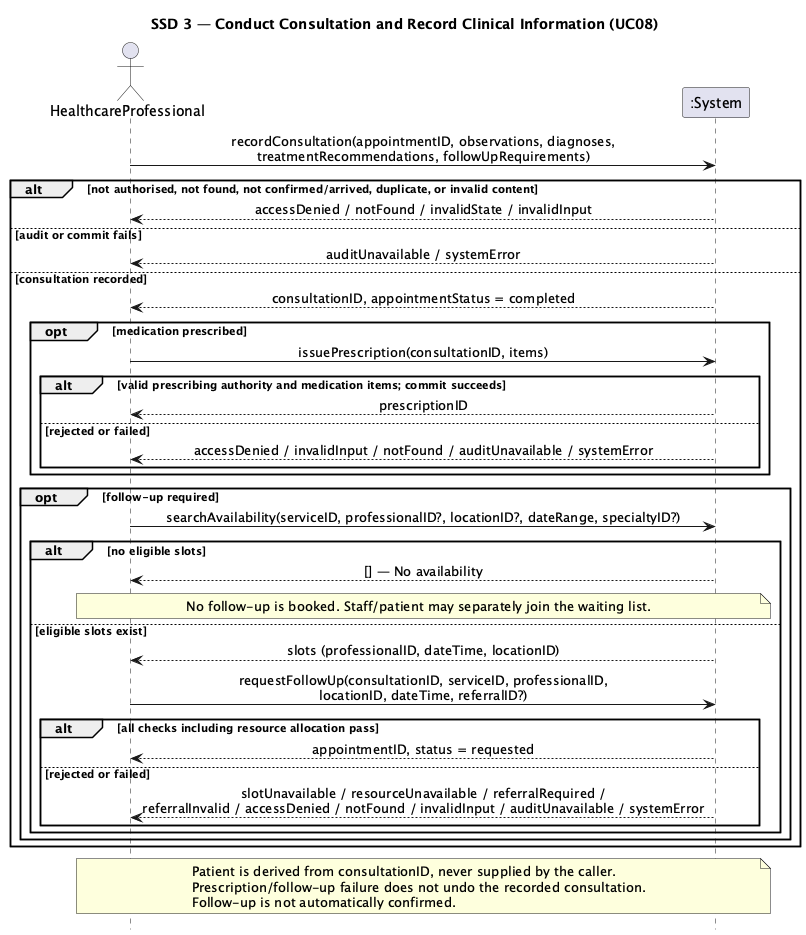 SSD 3 — Conduct Consultation and Record Clinical Information (UC08)
HealthcareProfessional
:System
recordConsultation(appointmentID, observations, diagnoses,
treatmentRecommendations, followUpRequirements)
alt [not authorised, not found, not confirmed/arrived, duplicate, or invalid content]
accessDenied / notFound / invalidState / invalidInput
[audit or commit fails]
auditUnavailable / systemError
[consultation recorded]
consultationID, appointmentStatus = completed
opt [medication prescribed]
issuePrescription(consultationID, items)
alt [valid prescribing authority and medication items; commit succeeds]
prescriptionID
[rejected or failed]
accessDenied / invalidInput / notFound / auditUnavailable / systemError
opt [follow-up required]
searchAvailability(serviceID, professionalID?, locationID?, dateRange, specialtyID?)
alt [no eligible slots]
[] — No availability
No follow-up is booked. Staff/patient may separately join the waiting list.
[eligible slots exist]
slots (professionalID, dateTime, locationID)
requestFollowUp(consultationID, serviceID, professionalID,
locationID, dateTime, referralID?)
alt [all checks including resource allocation pass]
appointmentID, status = requested
[rejected or failed]
slotUnavailable / resourceUnavailable / referralRequired /
referralInvalid / accessDenied / notFound / invalidInput / auditUnavailable / systemError
Patient is derived from consultationID, never supplied by the caller.
Prescription/follow-up failure does not undo the recorded consultation.
Follow-up is not automatically confirmed.